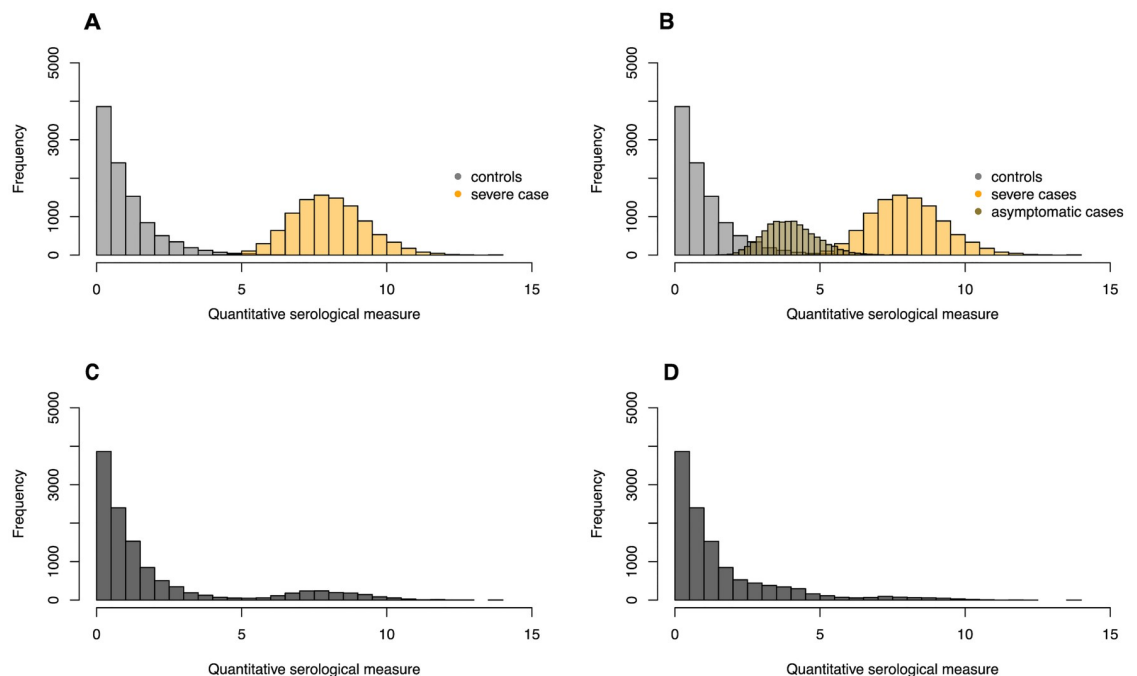 A
Frequency
5000
3000
1000
0
controls
severe case
0 5 10 15
Quantitative serological measure
B
Frequency
5000
3000
1000
0
controls
severe cases
asymptomatic cases
0 5 10 15
Quantitative serological measure
C
Frequency
5000
3000
1000
0
0 5 10 15
Quantitative serological measure
D
Frequency
5000
3000
1000
0
0 5 10 15
Quantitative serological measure